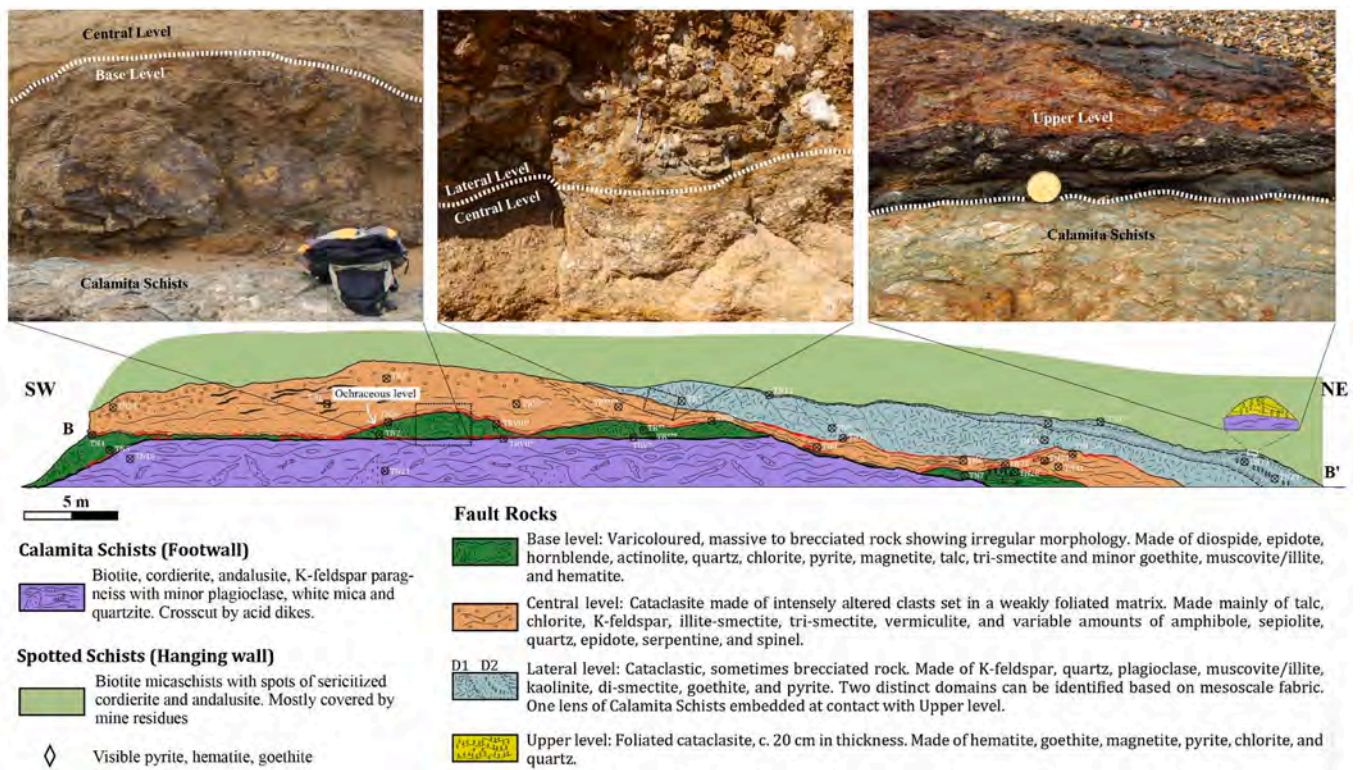 Central Level
Base Level
Calamita Schists
Lateral Level
Central Level
Upper Level
Calamita Schists
SW
NE
Ochraceous level
B
B'
5 m
Calamita Schists (Footwall)
Biotite, cordierite, andalusite, K-feldspar parag-
neiss with minor plagioclase, white mica and
quartzite. Crosscut by acid dikes.
Spotted Schists (Hanging wall)
Biotite micaschists with spots of sericitized
cordierite and andalusite. Mostly covered by
mine residues
Visible pyrite, hematite, goethite
Fault Rocks
Base level: Varicoloured, massive to brecciated rock showing irregular morphology. Made of diospide, epidote,
hornblende, actinolite, quartz, chlorite, pyrite, magnetite, talc, tri-smectite and minor goethite, muscovite/illite,
and hematite.
Central level: Cataclasite made of intensely altered clasts set in a weakly foliated matrix. Made mainly of talc,
chlorite, K-feldspar, illite-smectite, tri-smectite, vermiculite, and variable amounts of amphibole, sepiolite,
quartz, epidote, serpentine, and spinel.
D1 D2
Lateral level: Cataclastic, sometimes brecciated rock. Made of K-feldspar, quartz, plagioclase, muscovite/illite,
kaolinite, di-smectite, goethite, and pyrite. Two distinct domains can be identified based on mesoscale fabric.
One lens of Calamita Schists embedded at contact with Upper level.
Upper level: Foliated cataclasite, c. 20 cm in thickness. Made of hematite, goethite, magnetite, pyrite, chlorite, and
quartz.